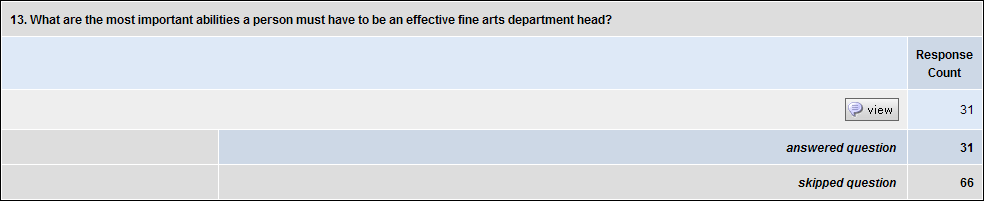 13. What are the most important abilities a person must have to be an effective fine arts department head?
Response
Count
view 31
answered question 31
skipped question 66